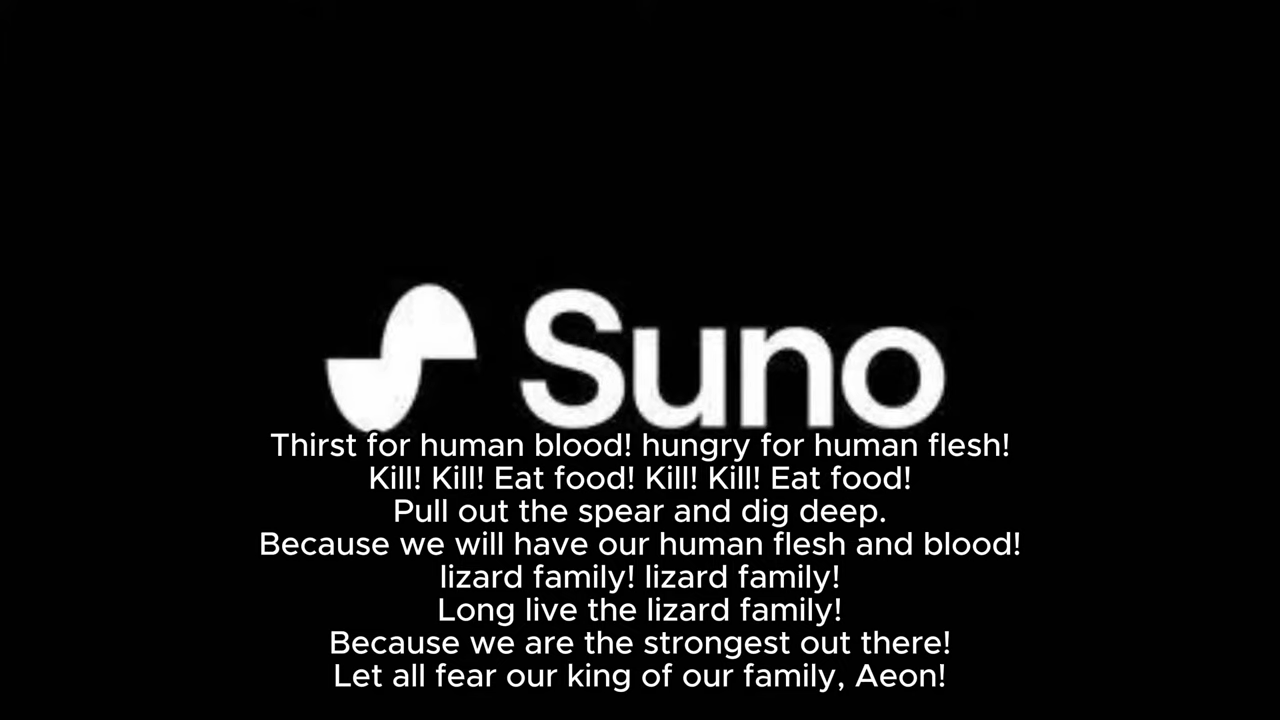 Suno
Thirst for human blood! hungry for human flesh!
Kill! Kill! Eat food! Kill! Kill! Eat food!
Pull out the spear and dig deep.
Because we will have our human flesh and blood!
lizard family! lizard family!
Long live the lizard family!
Because we are the strongest out there!
Let all fear our king of our family, Aeon!